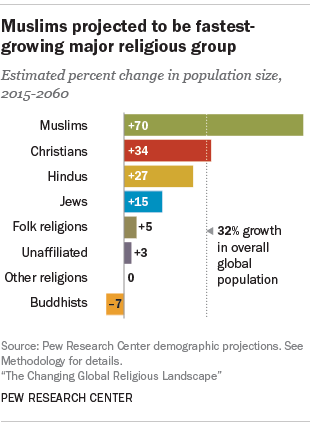 Muslims projected to be fastest-
growing major religious group
Estimated percent change in population size,
2015-2060
Muslims +70
Christians +34
Hindus +27
Jews +15
Folk religions +5
Unaffiliated +3
Other religions 0
Buddhists –7
32% growth
in overall
global
population
Source: Pew Research Center demographic projections. See
Methodology for details.
“The Changing Global Religious Landscape”
PEW RESEARCH CENTER